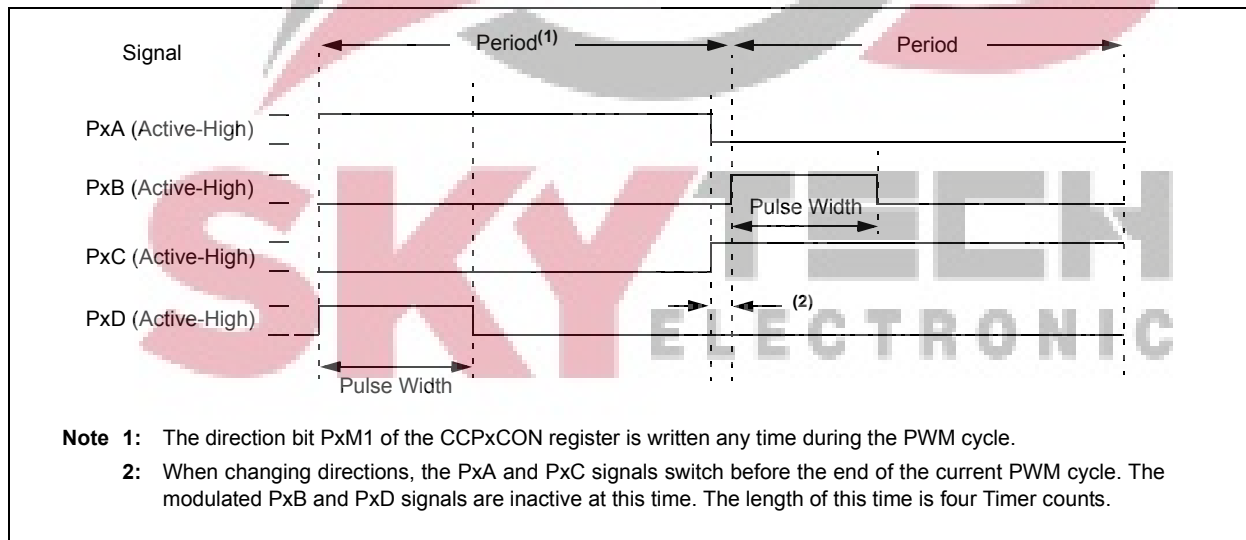 Signal
Period(1)
Period
PxA (Active-High)
PxB (Active-High)
Pulse Width
PxC (Active-High)
(2)
PxD (Active-High)
Pulse Width
SKYTECH
ELECTRONIC
Note 1: The direction bit PxM1 of the CCPxCON register is written any time during the PWM cycle.
2: When changing directions, the PxA and PxC signals switch before the end of the current PWM cycle. The
modulated PxB and PxD signals are inactive at this time. The length of this time is four Timer counts.